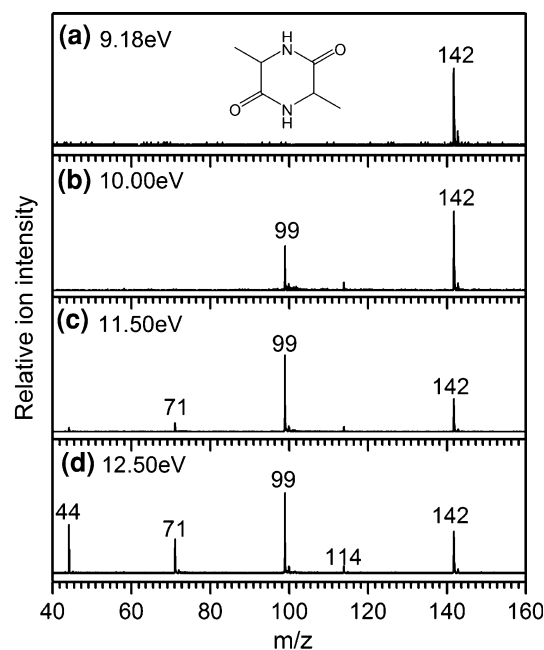 (a) 9.18eV
H
N
O
O
N
H
142
(b) 10.00eV
99
142
(c) 11.50eV
71
99
142
(d) 12.50eV
44
71
99
114
142
40 60 80 100 120 140 160
m/z
Relative ion intensity